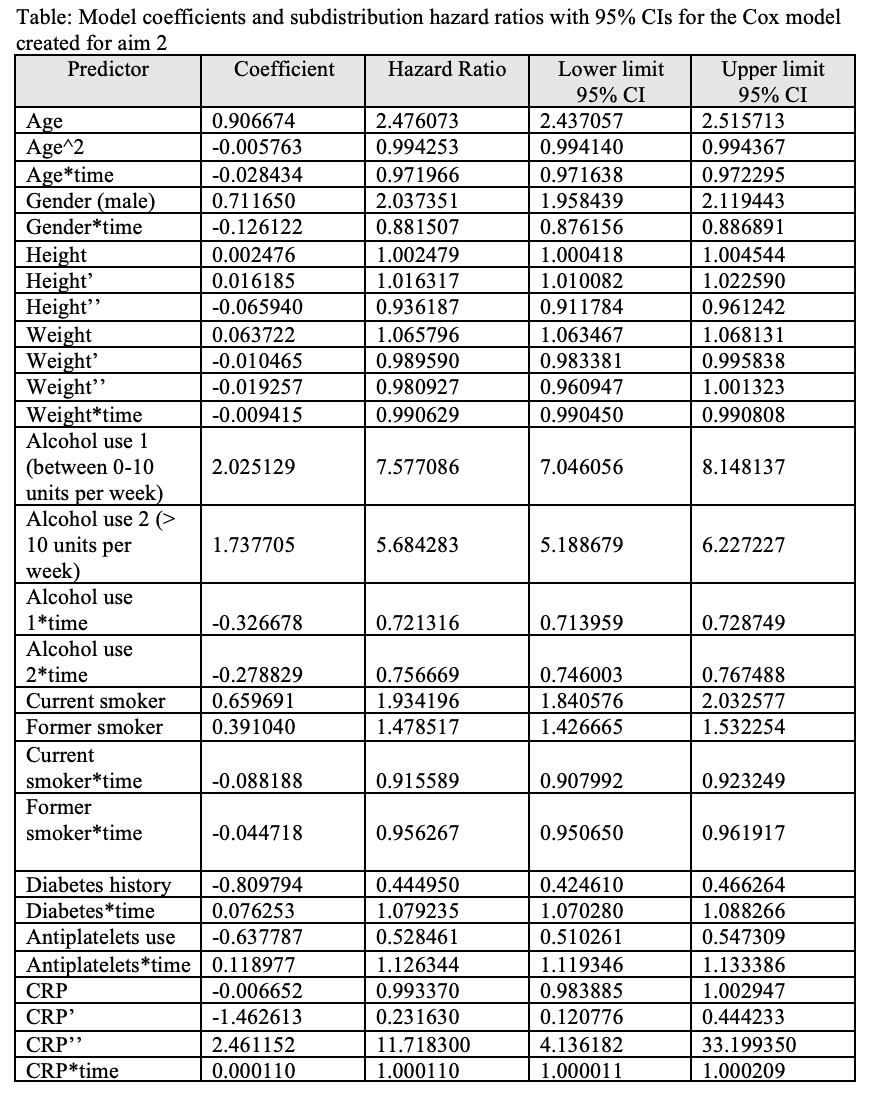 Table: Model coefficients and subdistribution hazard ratios with 95% CIs for the Cox model
created for aim 2
Predictor Coefficient Hazard Ratio Lower limit 95% CI Upper limit 95% CI
Age 0.906674 2.476073 2.437057 2.515713
Age^2 -0.005763 0.994253 0.994140 0.994367
Age*time -0.028434 0.971966 0.971638 0.972295
Gender (male) 0.711650 2.037351 1.958439 2.119443
Gender*time -0.126122 0.881507 0.876156 0.886891
Height 0.002476 1.002479 1.000418 1.004544
Height’ 0.016185 1.016317 1.010082 1.022590
Height’’ -0.065940 0.936187 0.911784 0.961242
Weight 0.063722 1.065796 1.063467 1.068131
Weight’ -0.010465 0.989590 0.983381 0.995838
Weight’’ -0.019257 0.980927 0.960947 1.001323
Weight*time -0.009415 0.990629 0.990450 0.990808
Alcohol use 1
(between 0-10
units per week) 2.025129 7.577086 7.046056 8.148137
Alcohol use 2 (>
10 units per
week) 1.737705 5.684283 5.188679 6.227227
Alcohol use
1*time -0.326678 0.721316 0.713959 0.728749
Alcohol use
2*time -0.278829 0.756669 0.746003 0.767488
Current smoker 0.659691 1.934196 1.840576 2.032577
Former smoker 0.391040 1.478517 1.426665 1.532254
Current
smoker*time -0.088188 0.915589 0.907992 0.923249
Former
smoker*time -0.044718 0.956267 0.950650 0.961917
Diabetes history -0.809794 0.444950 0.424610 0.466264
Diabetes*time 0.076253 1.079235 1.070280 1.088266
Antiplatelets use -0.637787 0.528461 0.510261 0.547309
Antiplatelets*time 0.118977 1.126344 1.119346 1.133386
CRP -0.006652 0.993370 0.983885 1.002947
CRP’ -1.462613 0.231630 0.120776 0.444233
CRP’’ 2.461152 11.718300 4.136182 33.199350
CRP*time 0.000110 1.000110 1.000011 1.000209